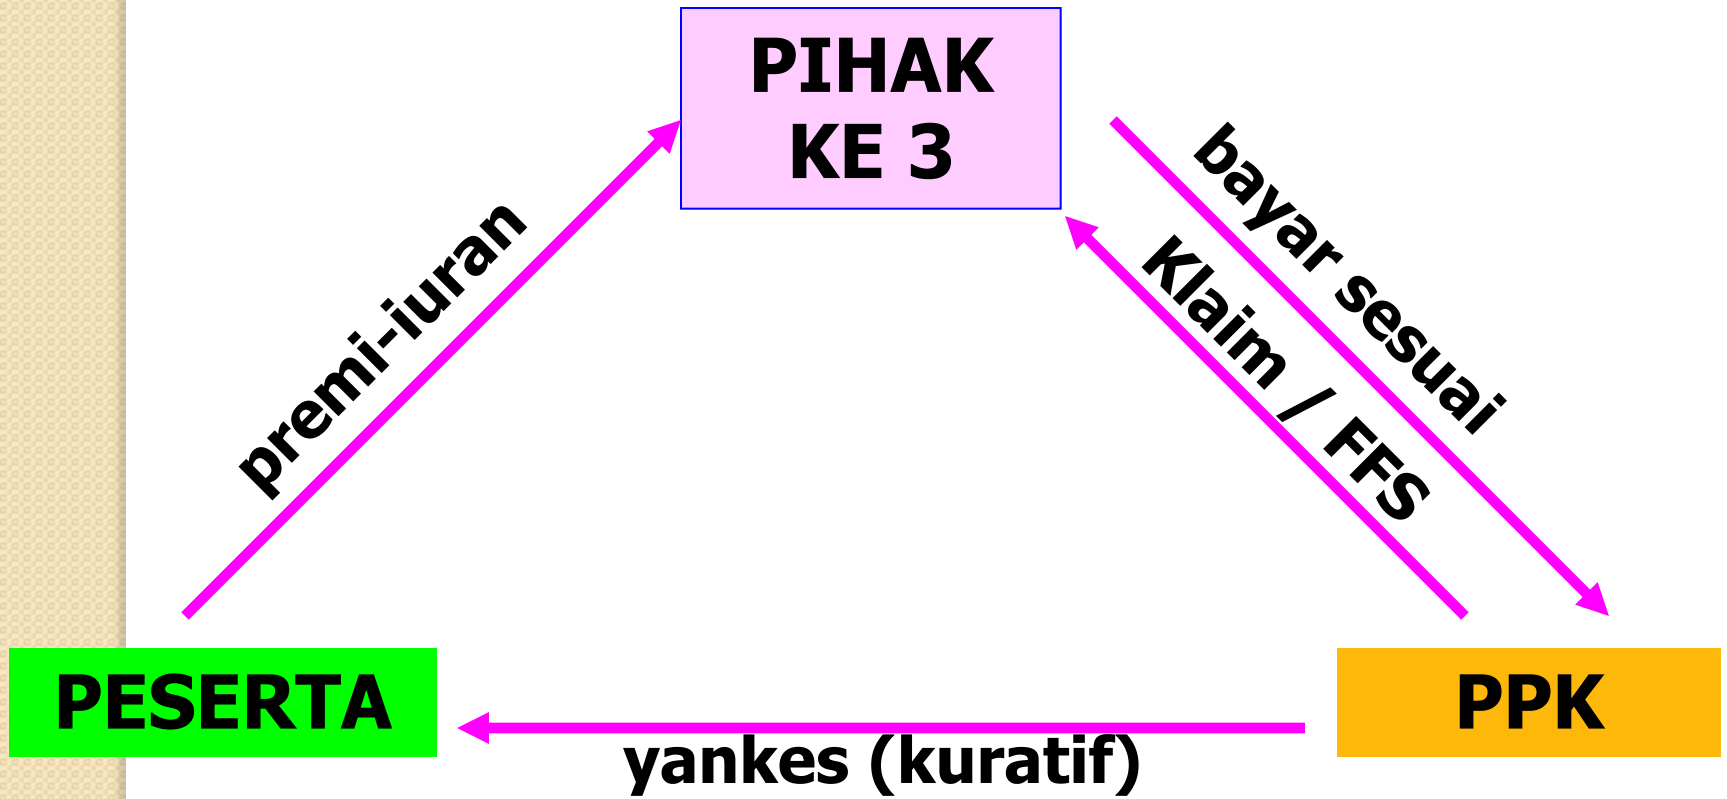 PIHAK
KE 3
premi-iuran
bayar sesuai
Klaim / FFS
PESERTA
PPK
yankes (kuratif)